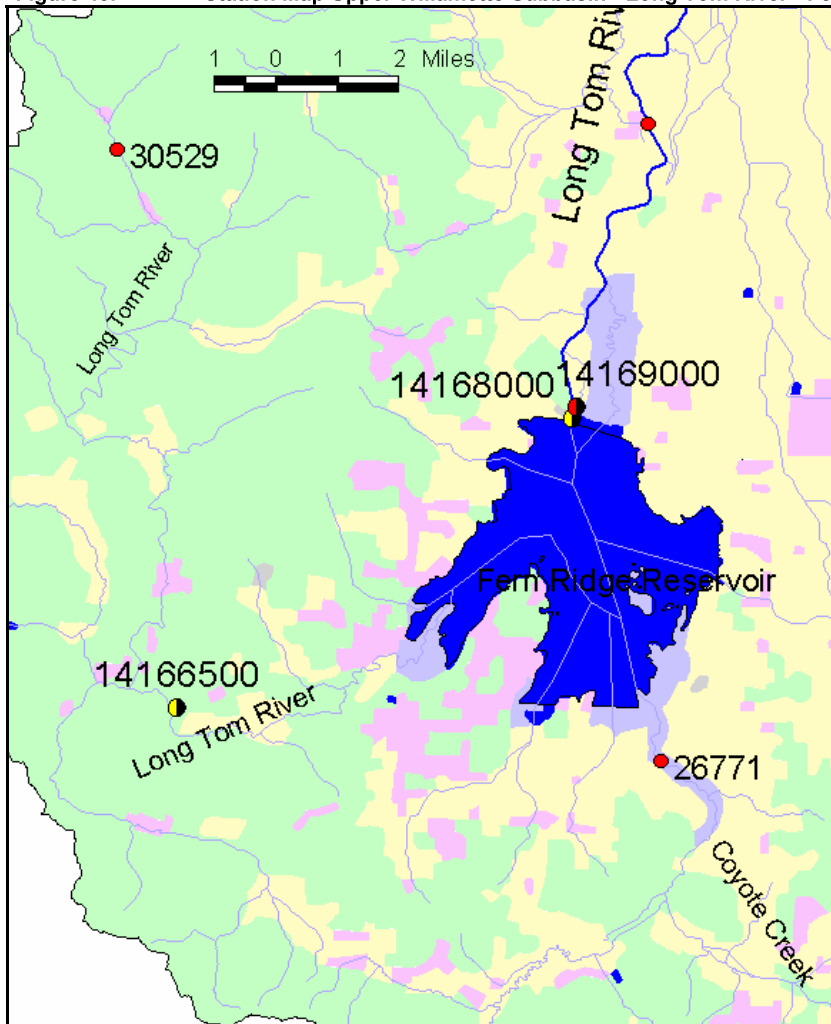 1 0 1 2 Miles
Long Tom
30529
Long Tom River
14168000
14169000
Fern Ridge Reservoir
14166500
Long Tom River
26771
Coyote Creek